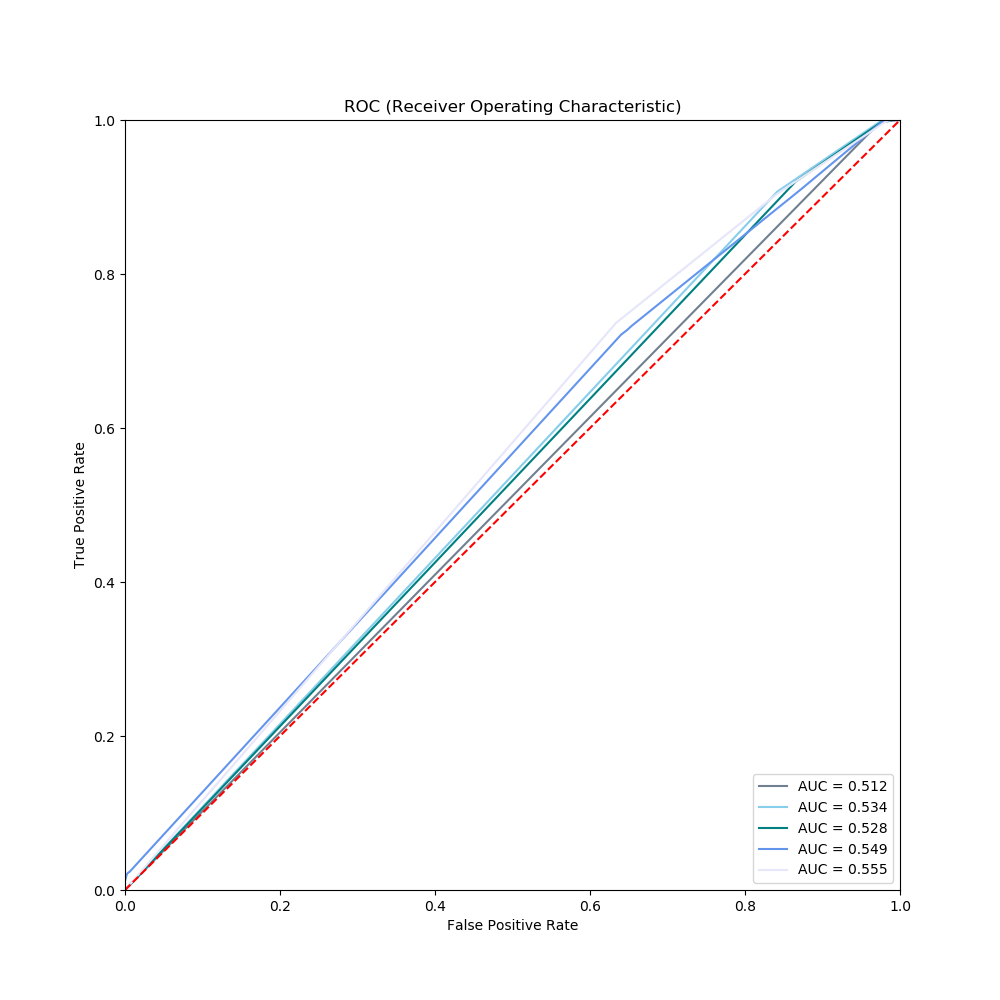 ROC (Receiver Operating Characteristic)
True Positive Rate
1.0
0.8
0.6
0.4
0.2
0.0
0.0 0.2 0.4 0.6 0.8 1.0
False Positive Rate
AUC = 0.512
AUC = 0.534
AUC = 0.528
AUC = 0.549
AUC = 0.555